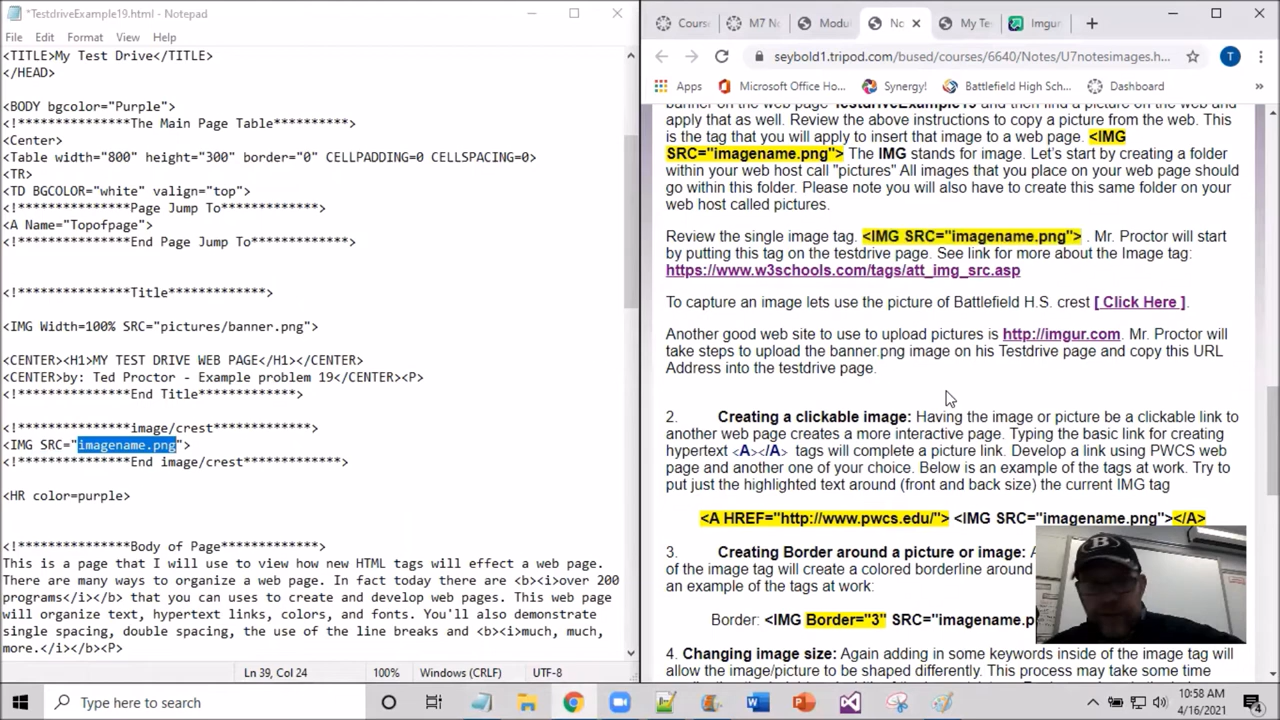 *TestdriveExample19.html - Notepad
File Edit Format View Help
<TITLE>My Test Drive</TITLE>
</HEAD>
<BODY bgcolor="Purple">
<!***************The Main Page Table**********>
<Center>
<Table width="800" height="300" border="0" CELLPADDING=0 CELLSPACING=0>
<TR>
<TD BGCOLOR="white" valign="top">
<!***************Page Jump To*************>
<A Name="Topofpage">
<!***************End Page Jump To*************>
<!***************Title*************>
<IMG Width=100% SRC="pictures/banner.png">
<CENTER><H1>MY TEST DRIVE WEB PAGE</H1></CENTER>
<CENTER>by: Ted Proctor - Example problem 19</CENTER><P>
<!***************End Title*************>
<!***************image/crest*************>
<IMG SRC="imagename.png">
<!***************End image/crest*************>
<HR color=purple>
<!***************Body of Page*************>
This is a page that I will use to view how new HTML tags will effect a web page.
There are many ways to organize a web page. In fact today there are <b><i>over 200
programs</i></b> that you can uses to create and develop web pages. This web page
will organize text, hypertext links, colors, and fonts. You'll also demonstrate
single spacing, double spacing, the use of the line breaks and <b><i>much, much,
more.</i></b><P>
Ln 39, Col 24 100% Windows (CRLF) UTF-8
Cours M7 N Modul No My Te Imgur
seybold1.tripod.com/bused/courses/6640/Notes/U7notesimages.h...
T
Apps Microsoft Office Ho... Synergy! Battlefield High Sch... Dashboard »
banner on the web page TestdriveExample19 and then find a picture on the web and
apply that as well. Review the above instructions to copy a picture from the web. This
is the tag that you will apply to insert that image to a web page. <IMG
SRC="imagename.png"> The IMG stands for image. Let's start by creating a folder
within your web host call "pictures" All images that you place on your web page should
go within this folder. Please note you will also have to create this same folder on your
web host called pictures.
Review the single image tag. <IMG SRC="imagename.png"> . Mr. Proctor will start
by putting this tag on the testdrive page. See link for more about the Image tag:
https://www.w3schools.com/tags/att_img_src.asp
To capture an image lets use the picture of Battlefield H.S. crest [ Click Here ].
Another good web site to use to upload pictures is http://imgur.com. Mr. Proctor will
take steps to upload the banner.png image on his Testdrive page and copy this URL
Address into the testdrive page.
2. Creating a clickable image: Having the image or picture be a clickable link to
another web page creates a more interactive page. Typing the basic link for creating
hypertext <A></A> tags will complete a picture link. Develop a link using PWCS web
page and another one of your choice. Below is an example of the tags at work. Try to
put just the highlighted text around (front and back size) the current IMG tag
<A HREF="http://www.pwcs.edu/"> <IMG SRC="imagename.png"></A>
3. Creating Border around a picture or image: A
of the image tag will create a colored borderline around
an example of the tags at work:
Border: <IMG Border="3" SRC="imagename.p
4. Changing image size: Again adding in some keywords inside of the image tag will
allow the image/picture to be shaped differently. This process may take some time
B
Type here to search
10:58 AM
4/16/2021
4